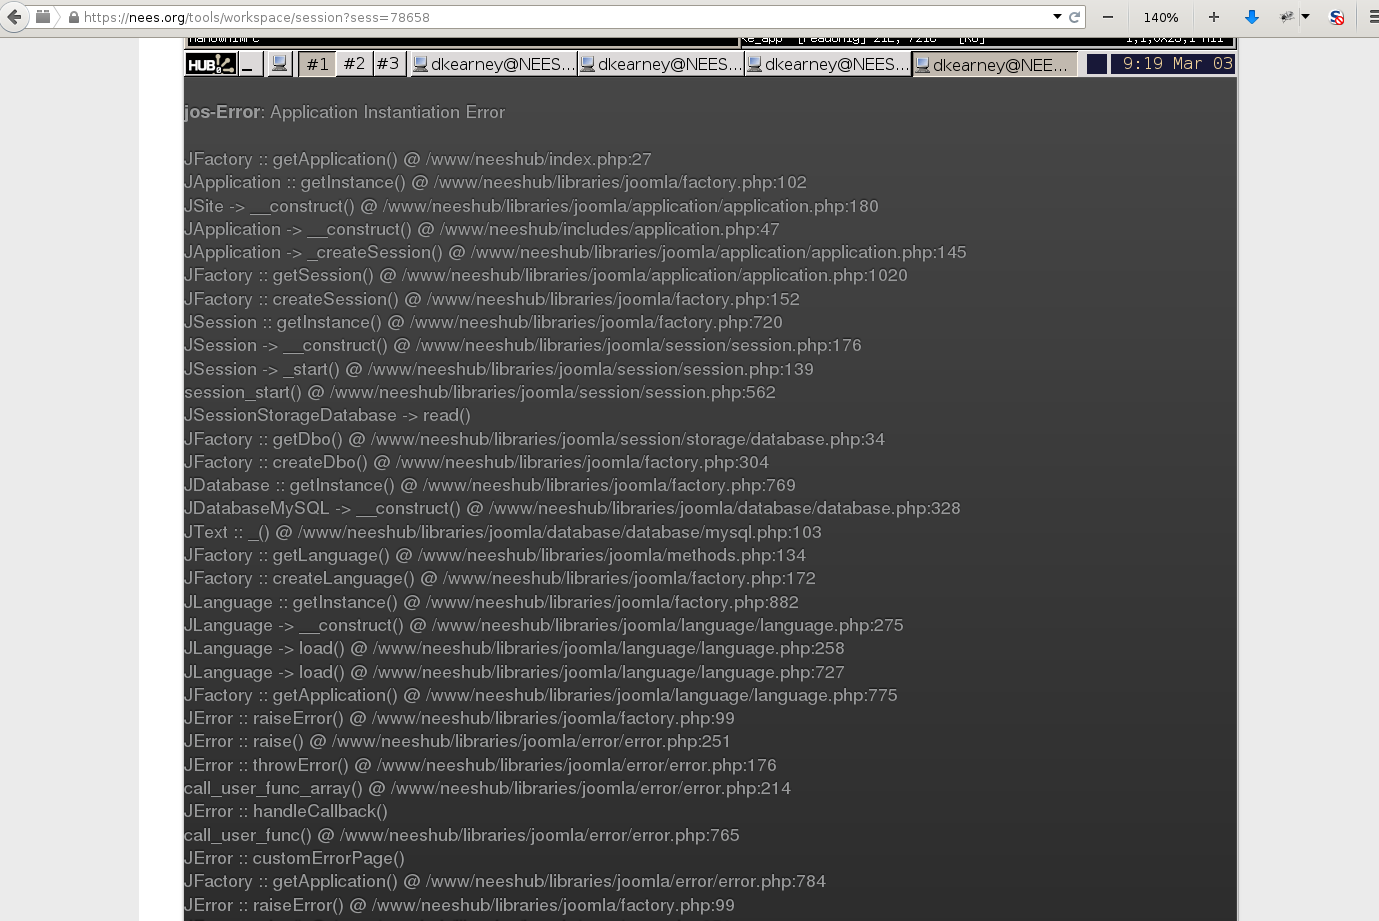 https://nees.org/tools/workspace/session?sess=78658
140%
HUB
_
#1
#2
#3
dkearney@NEES...
dkearney@NEES...
dkearney@NEES...
dkearney@NEE...
9:19 Mar 03
jos-Error: Application Instantiation Error
JFactory :: getApplication() @ /www/neeshub/index.php:27
JApplication :: getInstance() @ /www/neeshub/libraries/joomla/factory.php:102
JSite -> __construct() @ /www/neeshub/libraries/joomla/application/application.php:180
JApplication -> __construct() @ /www/neeshub/includes/application.php:47
JApplication -> _createSession() @ /www/neeshub/libraries/joomla/application/application.php:145
JFactory :: getSession() @ /www/neeshub/libraries/joomla/application/application.php:1020
JFactory :: createSession() @ /www/neeshub/libraries/joomla/factory.php:152
JSession :: getInstance() @ /www/neeshub/libraries/joomla/factory.php:720
JSession -> __construct() @ /www/neeshub/libraries/joomla/session/session.php:176
JSession -> _start() @ /www/neeshub/libraries/joomla/session/session.php:139
session_start() @ /www/neeshub/libraries/joomla/session/session.php:562
JSessionStorageDatabase -> read()
JFactory :: getDbo() @ /www/neeshub/libraries/joomla/session/storage/database.php:34
JFactory :: createDbo() @ /www/neeshub/libraries/joomla/factory.php:304
JDatabase :: getInstance() @ /www/neeshub/libraries/joomla/factory.php:769
JDatabaseMySQL -> __construct() @ /www/neeshub/libraries/joomla/database/database.php:328
JText :: _() @ /www/neeshub/libraries/joomla/database/database/mysql.php:103
JFactory :: getLanguage() @ /www/neeshub/libraries/joomla/methods.php:134
JFactory :: createLanguage() @ /www/neeshub/libraries/joomla/factory.php:172
JLanguage :: getInstance() @ /www/neeshub/libraries/joomla/factory.php:882
JLanguage -> __construct() @ /www/neeshub/libraries/joomla/language/language.php:275
JLanguage -> load() @ /www/neeshub/libraries/joomla/language/language.php:258
JLanguage -> load() @ /www/neeshub/libraries/joomla/language/language.php:727
JFactory :: getApplication() @ /www/neeshub/libraries/joomla/language/language.php:775
JError :: raiseError() @ /www/neeshub/libraries/joomla/factory.php:99
JError :: raise() @ /www/neeshub/libraries/joomla/error/error.php:251
JError :: throwError() @ /www/neeshub/libraries/joomla/error/error.php:176
call_user_func_array() @ /www/neeshub/libraries/joomla/error/error.php:214
JError :: handleCallback()
call_user_func() @ /www/neeshub/libraries/joomla/error/error.php:765
JError :: customErrorPage()
JFactory :: getApplication() @ /www/neeshub/libraries/joomla/error/error.php:784
JError :: raiseError() @ /www/neeshub/libraries/joomla/factory.php:99